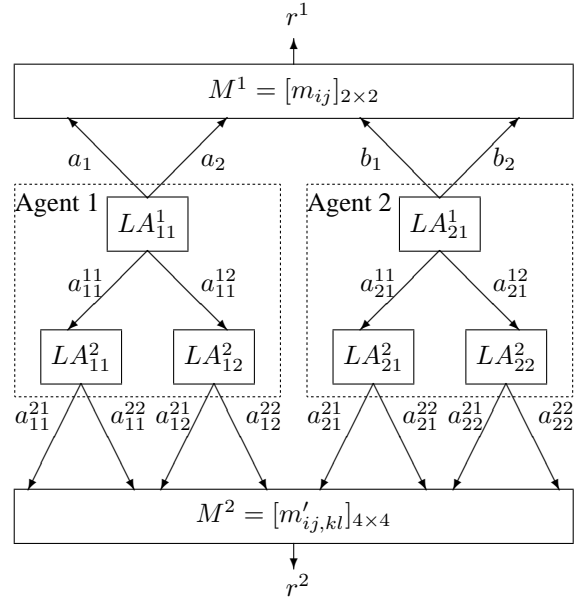 r^1
M^1 = [m_{ij}]_{2×2}
a_1 a_2 b_1 b_2
Agent 1 Agent 2
LA^1_{11} LA^1_{21}
a^{11}_{11} a^{12}_{11} a^{11}_{21} a^{12}_{21}
LA^2_{11} LA^2_{12} LA^2_{21} LA^2_{22}
a^{21}_{11} a^{22}_{11} a^{21}_{12} a^{22}_{12} a^{21}_{21} a^{22}_{21} a^{21}_{22} a^{22}_{22}
M^2 = [m'_{ij,kl}]_{4×4}
r^2